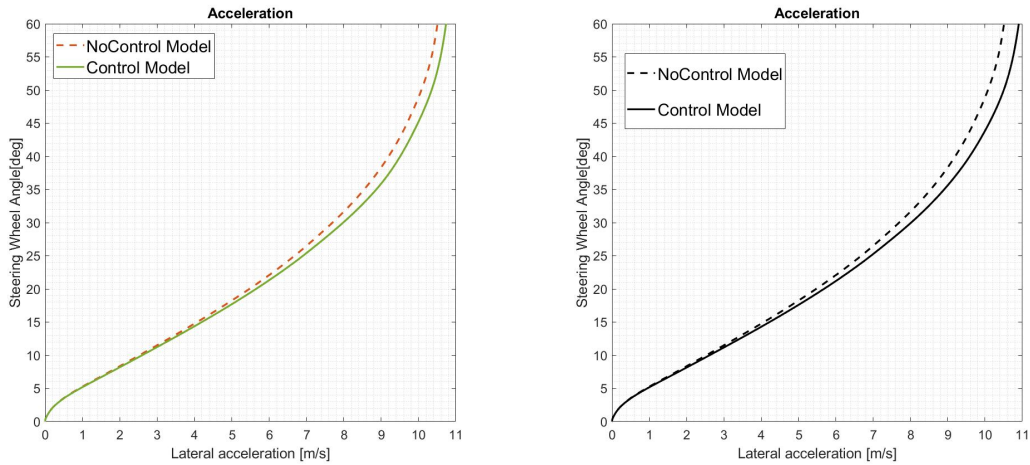 Acceleration
60
55
50
45
40
35
30
25
20
15
10
5
0
Steering Wheel Angle[deg]
NoControl Model
Control Model
0 1 2 3 4 5 6 7 8 9 10 11
Lateral acceleration [m/s]
Acceleration
60
55
50
45
40
35
30
25
20
15
10
5
0
Steering Wheel Angle[deg]
NoControl Model
Control Model
0 1 2 3 4 5 6 7 8 9 10 11
Lateral acceleration [m/s]